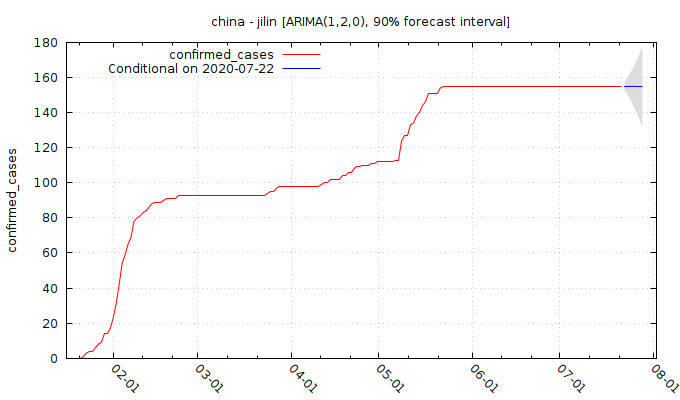 china - jilin [ARIMA(1,2,0), 90% forecast interval]
confirmed_cases
Conditional on 2020-07-22
confirmed_cases
180
160
140
120
100
80
60
40
20
0
02-01 03-01 04-01 05-01 06-01 07-01 08-01